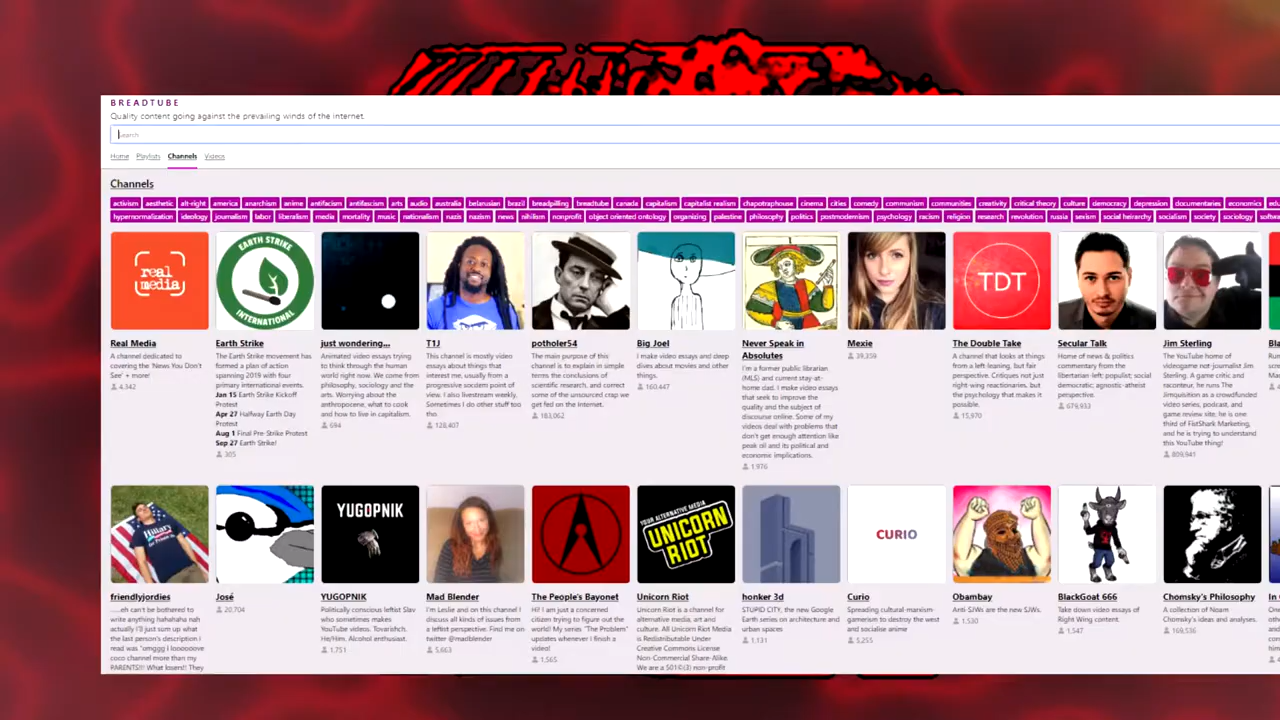 BREADTUBE
Quality content going against the prevailing winds of the internet.
Search
Home Playlists Channels Videos
Channels
activism aesthetic alt-right america anarchism anime antifacism antifascism arts audio australia belarusian brazil breadpilling breadtube canada capitalism capitalist realism chapotraphouse cinema cities comedy communism communities creativity critical theory culture democracy depression documentaries economics
hypernormalization ideology journalism labor liberalism media mortality music nationalism nazis nazism news nihilism nonprofit object oriented ontology organizing palestine philosophy politics postmodernism psychology racism religion research revolution russia sexism social heirarchy socialism society sociology
real
media
EARTH STRIKE
INTERNATIONAL
TDT
Real Media
A channel dedicated to
covering the 'News You Don't
See' + more!
4,342
Earth Strike
The Earth Strike movement has
formed a plan of action
spanning 2019 with four
primary international events.
Jan 15 Earth Strike Kickoff
Protest
Apr 27 Halfway Earth Day
Protest
Aug 1 Final Pre-Strike Protest
Sep 27 Earth Strike!
305
just wondering...
Animated video essays trying
to think through the human
world right now. We come from
philosophy, sociology and the
arts. Worrying about the
anthropocene, what to cook
and how to live in capitalism.
694
T1J
This channel is mostly video
essays about things that
interest me, usually from a
progressive socdem point of
view. I also livestream weekly.
Sometimes I do other stuff too
tho.
128,407
potholer54
The main purpose of this
channel is to explain in simple
terms the conclusions of
scientific research, and correct
some of the unsourced crap we
get fed on the Internet.
183,062
Big Joel
I make video essays and deep
dives about movies and other
things.
160,447
Never Speak in
Absolutes
I'm a former public librarian
(MLS) and current stay-at-
home dad. I make video essays
that seek to improve the
quality and the subject of
discourse online. Some of my
videos deal with problems that
don't get enough attention like
peak oil and its political and
economic implications.
1,976
Mexie
39,359
The Double Take
A channel that looks at things
from a left-leaning, but fair
perspective. Critiques not just
right-wing reactionaries, but
the psychology that makes it
possible.
15,970
Secular Talk
Home of news & politics
commentary from the
libertarian-left; populist; social
democratic; agnostic-atheist
perspective.
679,933
Jim Sterling
The YouTube home of
videogame not-journalist Jim
Sterling. A game critic and
raconteur, he runs The
Jimquisition as a crowdfunded
video series, podcast, and
game review site, he is one
third of FistShark Marketing,
and he is trying to understand
this YouTube thing!
809,941
YUGOPNIK
YOUR ALTERNATIVE MEDIA
UNICORN
RIOT
CURIO
friendlyjordies
.....eh can't be bothered to
write anything hahahaha nah
actually I'll just sum up what
the last person's description i
read was "omggg i loooooove
coco channel more than my
PARENTS!!! What losers!! They
José
20,704
YUGOPNIK
Politically conscious leftist Slav
who sometimes makes
YouTube videos. Tovarishch.
He/Him. Alcohol enthusiast.
1,751
Mad Blender
I'm Leslie and on this channel I
discuss all kinds of issues from
a leftist perspective. Find me on
twitter @madblender
5,663
The People's Bayonet
Hi! I am just a concerned
citizen trying to figure out the
world! My series "The Problem"
updates whenever I finish a
video!
1,565
Unicorn Riot
Unicorn Riot is a channel for
alternative media, art and
culture. All Unicorn Riot Media
is Redistributable Under
Creative Commons License
Non-Commercial Share-Alike.
We are a 501©(3) non-profit
honker 3d
STUPID CITY, the new Google
Earth series on architecture and
urban spaces
1,131
Curio
Spreading cultural-marxism-
gamerism to destroy the west
and socialise anime
5,255
Obambay
Anti-SJWs are the new SJWs.
1,530
BlackGoat 666
Take down video essays of
Right Wing content.
1,547
Chomsky's Philosophy
A collection of Noam
Chomsky's ideas and analyses.
169,536